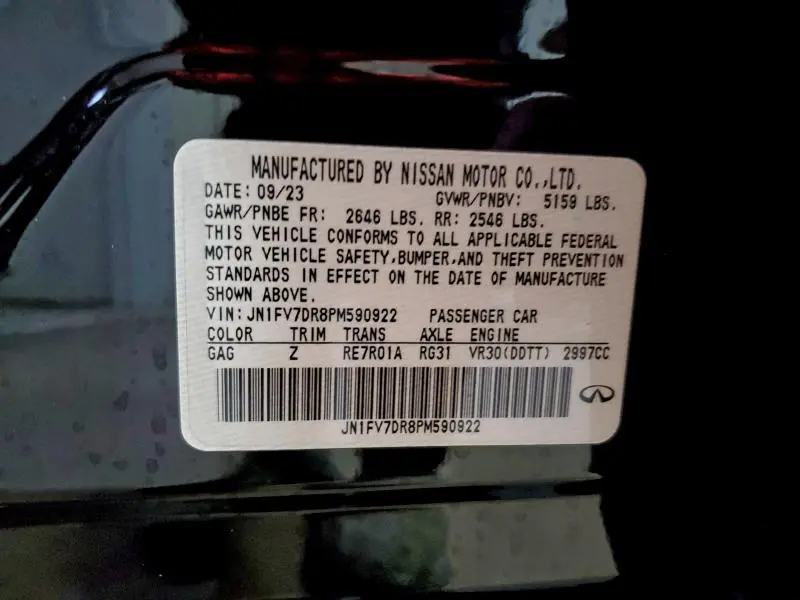 MANUFACTURED BY NISSAN MOTOR CO.,LTD.
DATE: 09/23 GVWR/PNBV: 5159 LBS.
GAWR/PNBE FR: 2646 LBS. RR: 2546 LBS.
THIS VEHICLE CONFORMS TO ALL APPLICABLE FEDERAL
MOTOR VEHICLE SAFETY,BUMPER,AND THEFT PREVENTION
STANDARDS IN EFFECT ON THE DATE OF MANUFACTURE
SHOWN ABOVE.
VIN: JN1FV7DR8PM590922 PASSENGER CAR
COLOR TRIM TRANS AXLE ENGINE
GAG Z RE7R01A RG31 VR30(DDTT) 2997CC
JN1FV7DR8PM590922